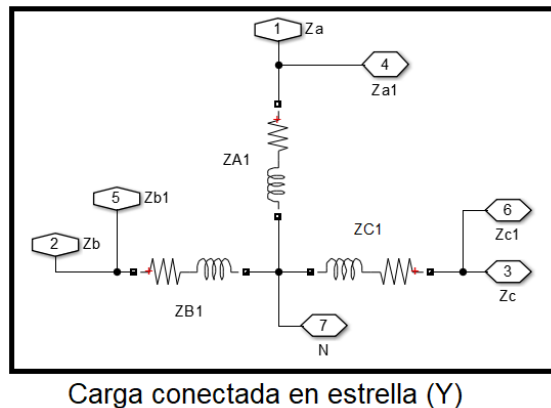 1 Za
4
Za1
ZA1
5 Zb1
2 Zb
ZB1
ZC1
6
Zc1
3
Zc
7
N
Carga conectada en estrella (Y)